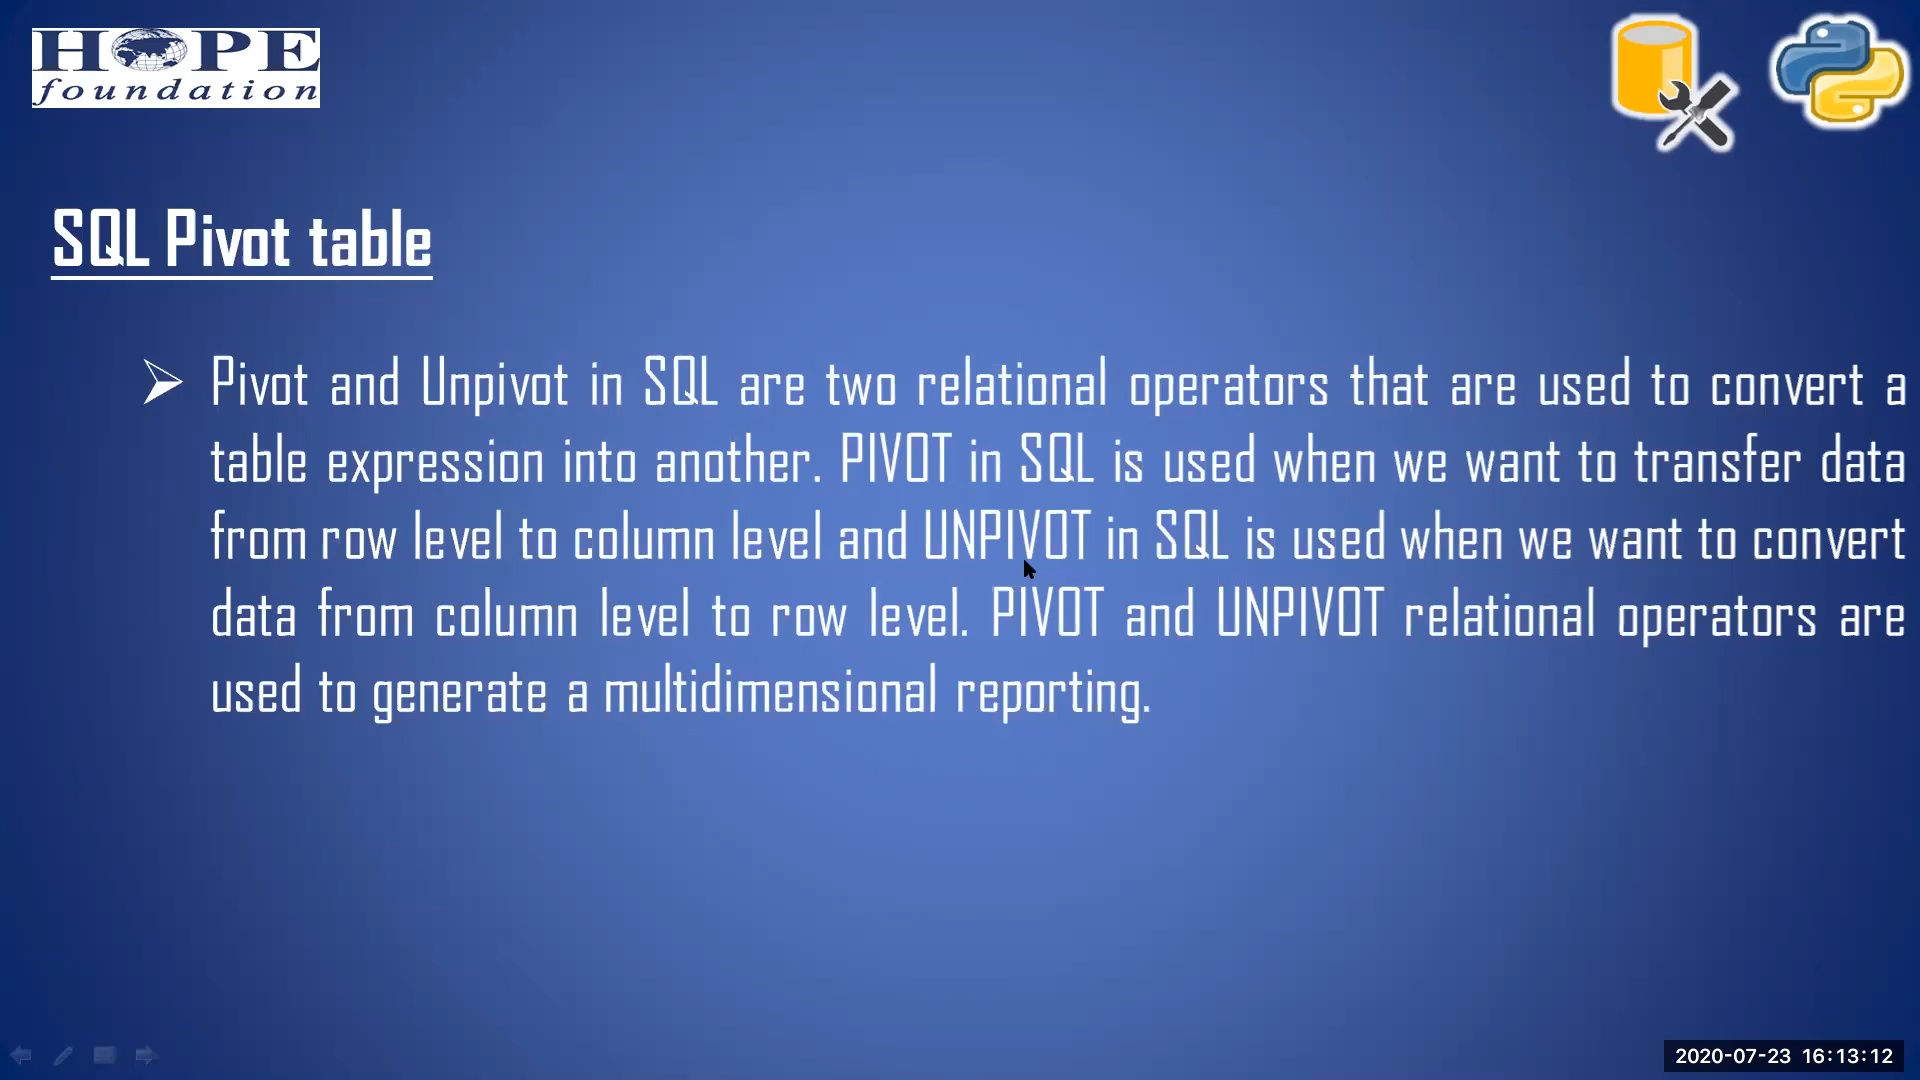 HOPE
foundation
SQL Pivot table
Pivot and Unpivot in SQL are two relational operators that are used to convert a
table expression into another. PIVOT in SQL is used when we want to transfer data
from row level to column level and UNPIVOT in SQL is used when we want to convert
data from column level to row level. PIVOT and UNPIVOT relational operators are
used to generate a multidimensional reporting.
2020-07-23 16:13:12